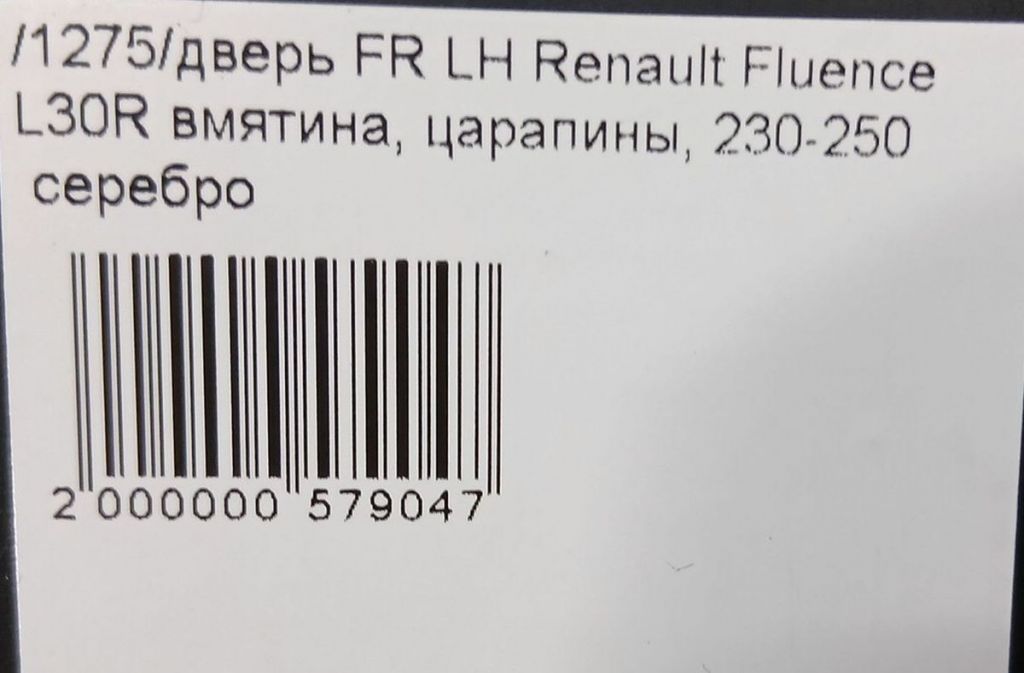 /1275/дверь FR LH Renault Fluence
L30R вмятина, царапины, 230-250
серебро
2 000000 579047